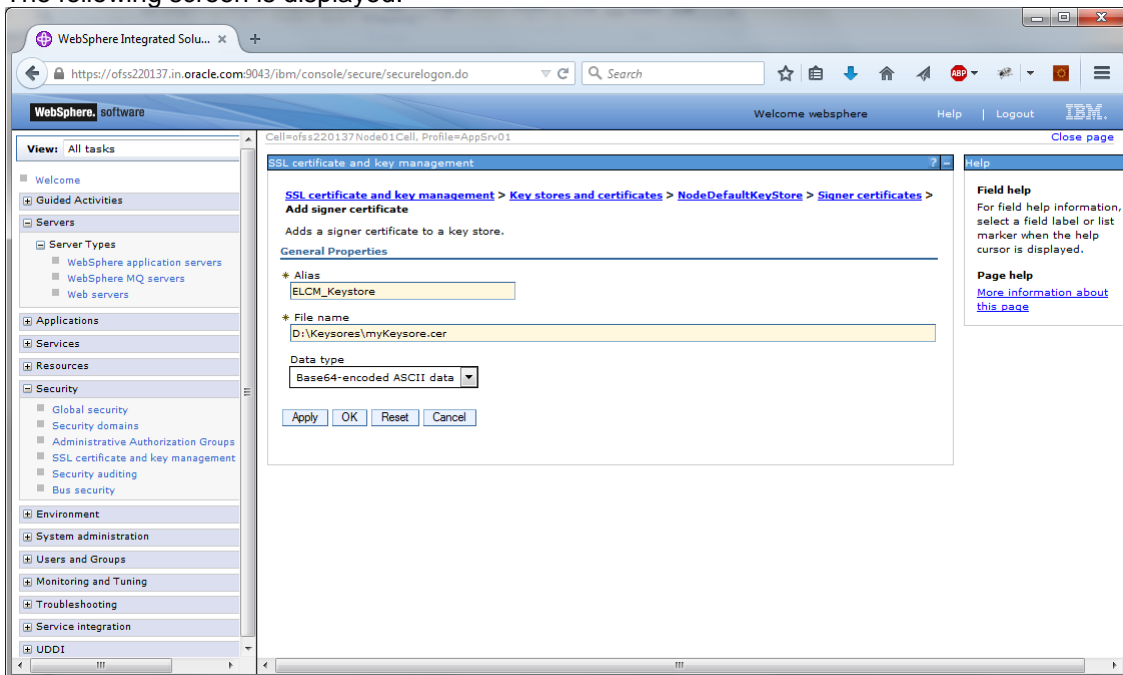 The following screen is displayed:
WebSphere Integrated Solu... ×
+
https://ofss220137.in.oracle.com:9043/ibm/console/secure/securelogon.do
Search
ABP
WebSphere. software
Welcome websphere
Help | Logout
IBM.
View: All tasks
Welcome
Guided Activities
Servers
Server Types
WebSphere application servers
WebSphere MQ servers
Web servers
Applications
Services
Resources
Security
Global security
Security domains
Administrative Authorization Groups
SSL certificate and key management
Security auditing
Bus security
Environment
System administration
Users and Groups
Monitoring and Tuning
Troubleshooting
Service integration
UDDI
Cell=ofss220137Node01Cell, Profile=AppSrv01
Close page
SSL certificate and key management
? –
SSL certificate and key management > Key stores and certificates > NodeDefaultKeyStore > Signer certificates >
Add signer certificate
Adds a signer certificate to a key store.
General Properties
* Alias
ELCM_Keystore
* File name
D:\Keysores\myKeysore.cer
Data type
Base64-encoded ASCII data
Apply OK Reset Cancel
Help
Field help
For field help information,
select a field label or list
marker when the help
cursor is displayed.
Page help
More information about
this page